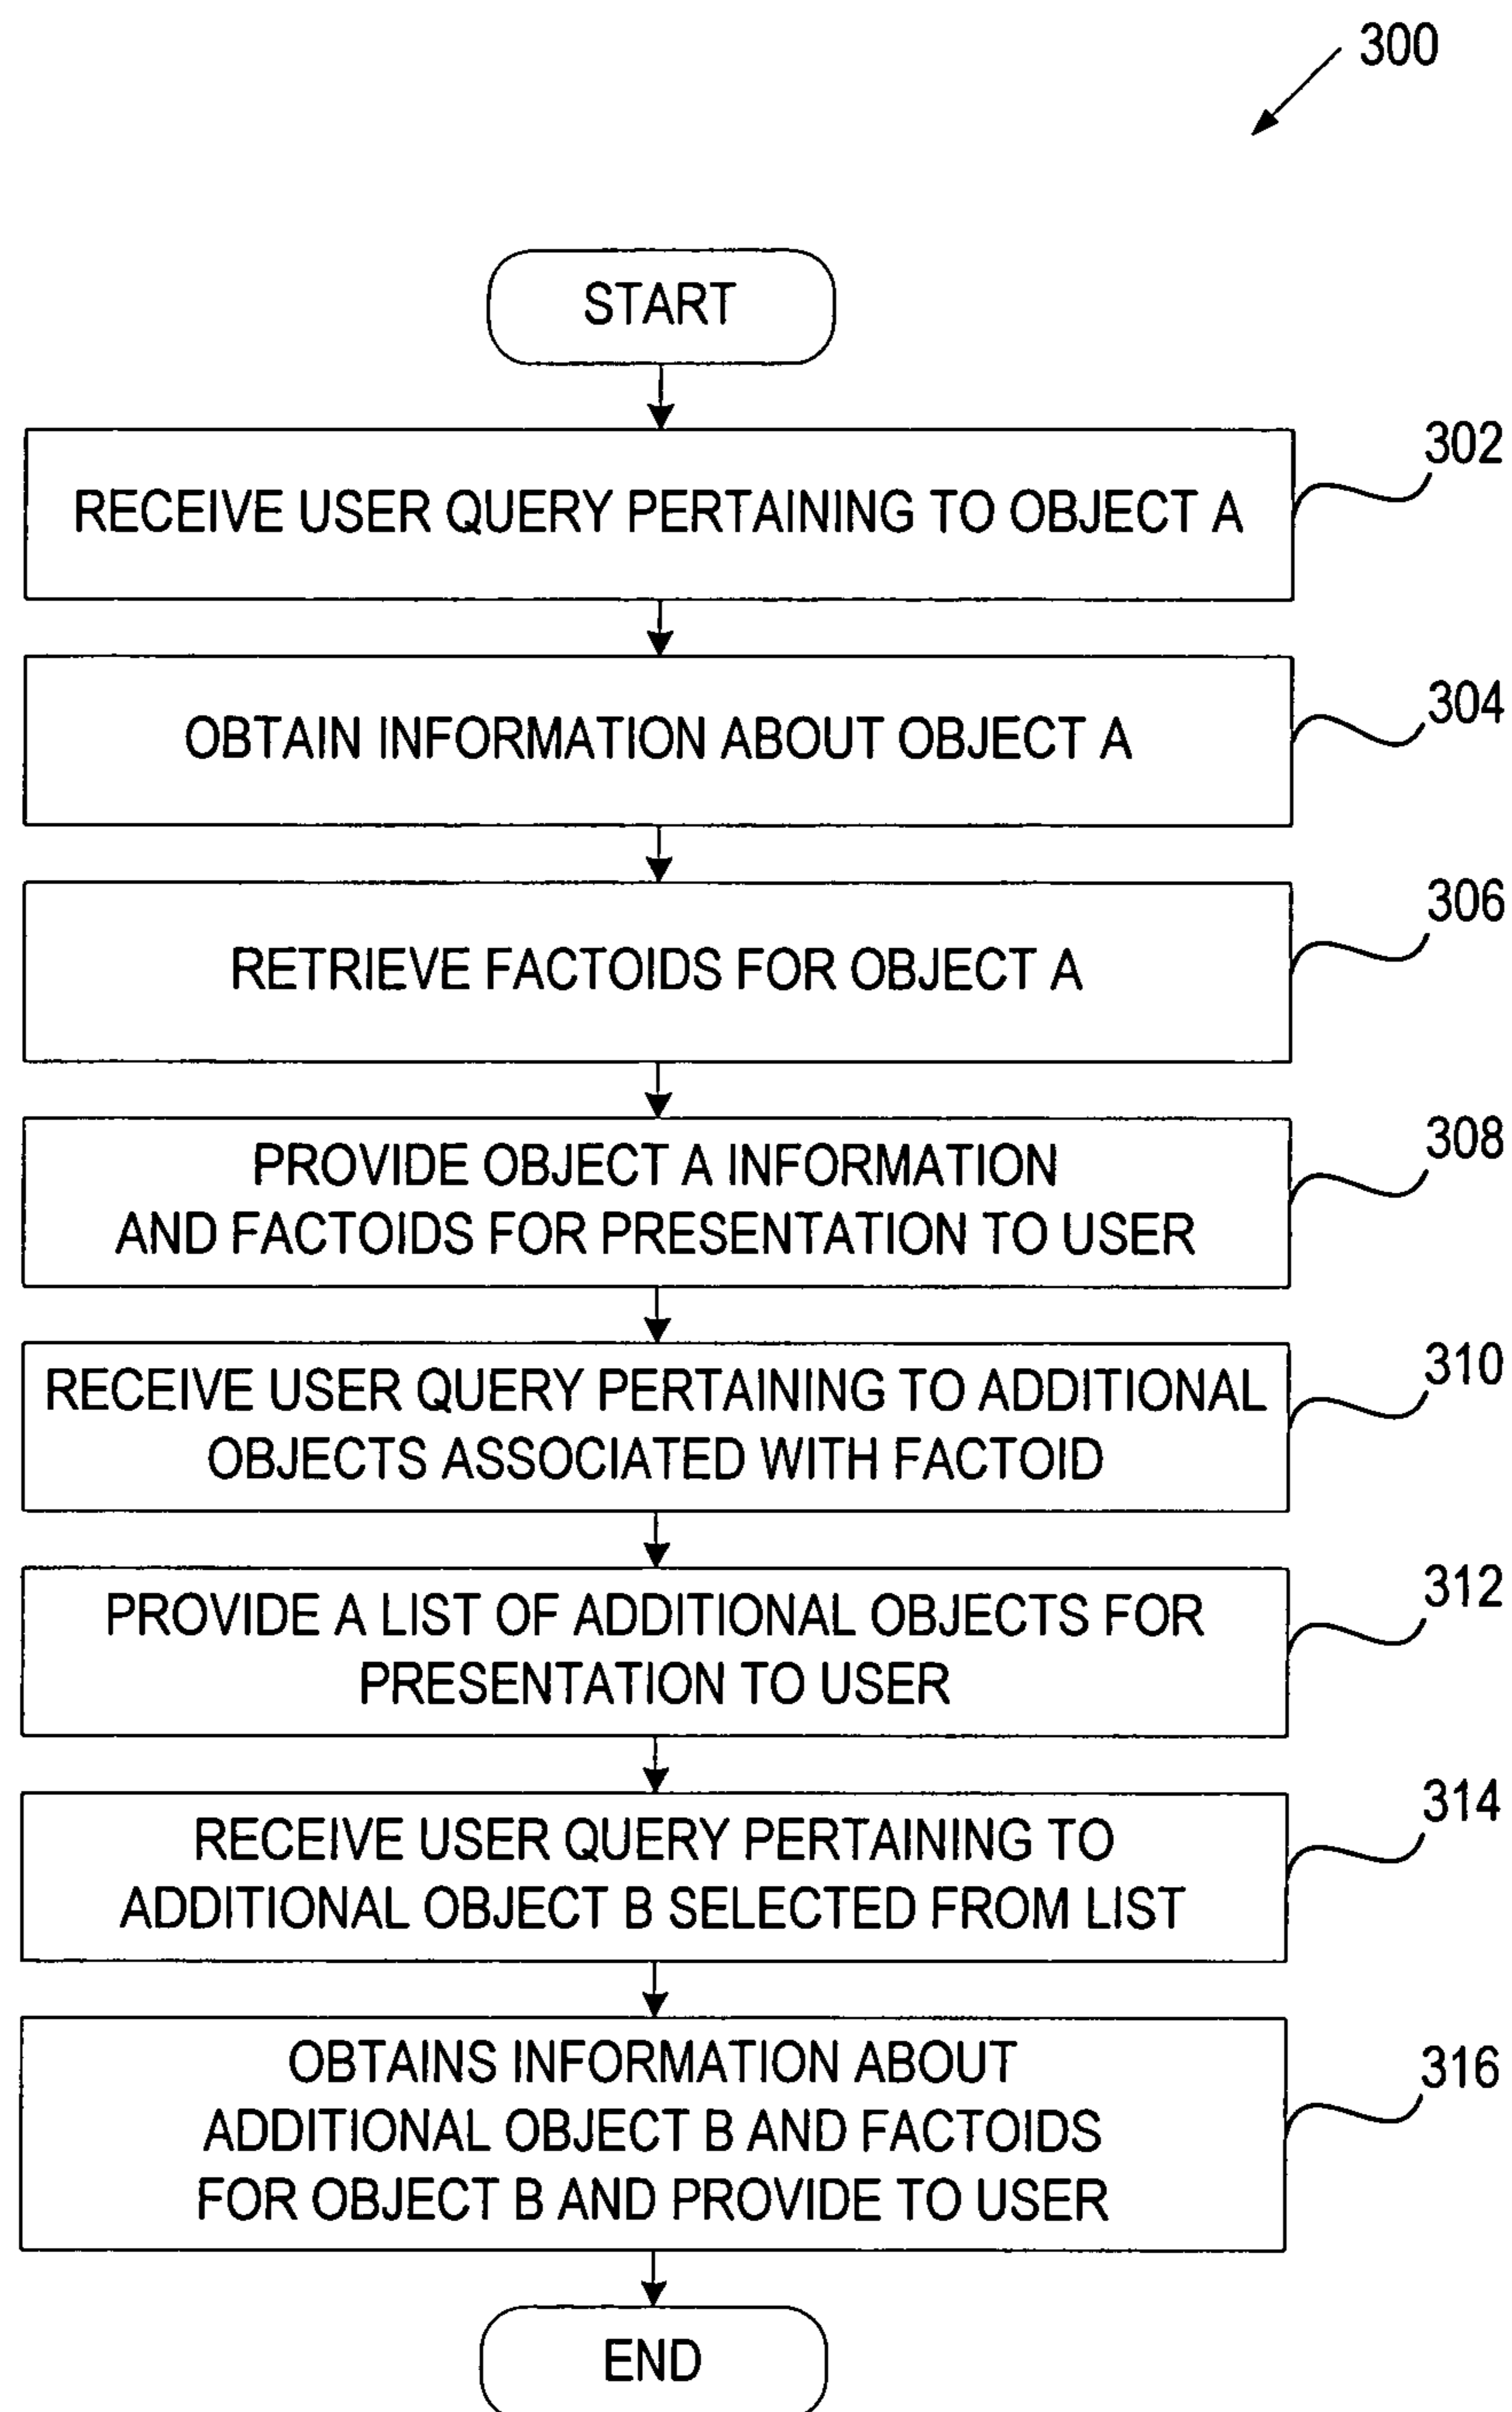 300
START
302
RECEIVE USER QUERY PERTAINING TO OBJECT A
304
OBTAIN INFORMATION ABOUT OBJECT A
306
RETRIEVE FACTOIDS FOR OBJECT A
308
PROVIDE OBJECT A INFORMATION
AND FACTOIDS FOR PRESENTATION TO USER
310
RECEIVE USER QUERY PERTAINING TO ADDITIONAL
OBJECTS ASSOCIATED WITH FACTOID
312
PROVIDE A LIST OF ADDITIONAL OBJECTS FOR
PRESENTATION TO USER
314
RECEIVE USER QUERY PERTAINING TO
ADDITIONAL OBJECT B SELECTED FROM LIST
316
OBTAINS INFORMATION ABOUT
ADDITIONAL OBJECT B AND FACTOIDS
FOR OBJECT B AND PROVIDE TO USER
END